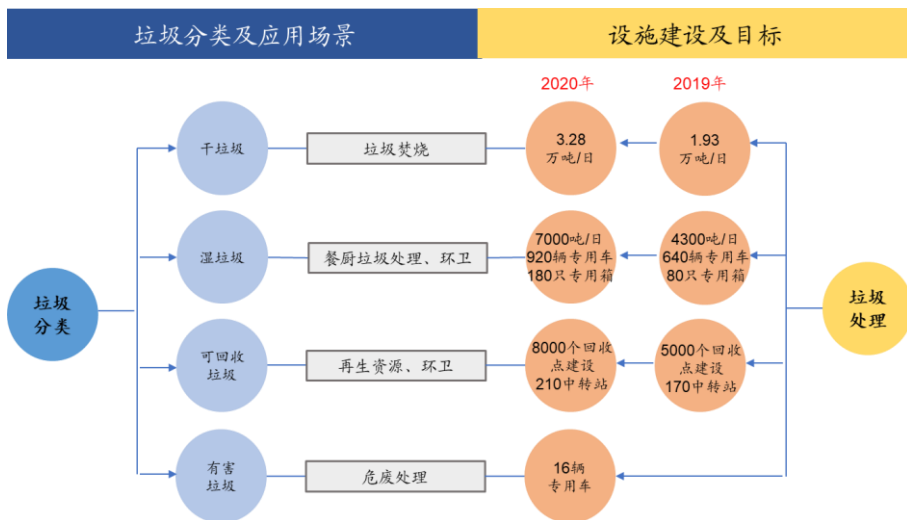 垃圾分类及应用场景
设施建设及目标
2020年
2019年
干垃圾
垃圾焚烧
3.28
万吨/日
1.93
万吨/日
湿垃圾
餐厨垃圾处理、环卫
7000吨/日
920辆专用车
180只专用箱
4300吨/日
640辆专用车
80只专用箱
垃圾
分类
垃圾
处理
可回收
垃圾
再生资源、环卫
8000个回收
点建设
210中转站
5000个回收
点建设
170中转站
有害
垃圾
危废处理
16辆
专用车